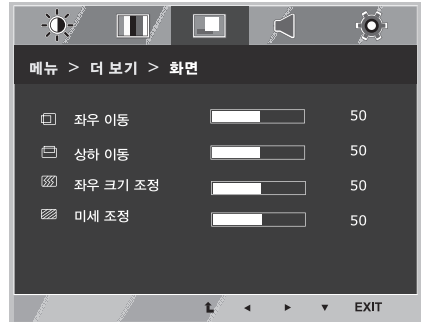 메뉴 > 더 보기 > 화면
좌우 이동 50
상하 이동 50
좌우 크기 조정 50
미세 조정 50
EXIT